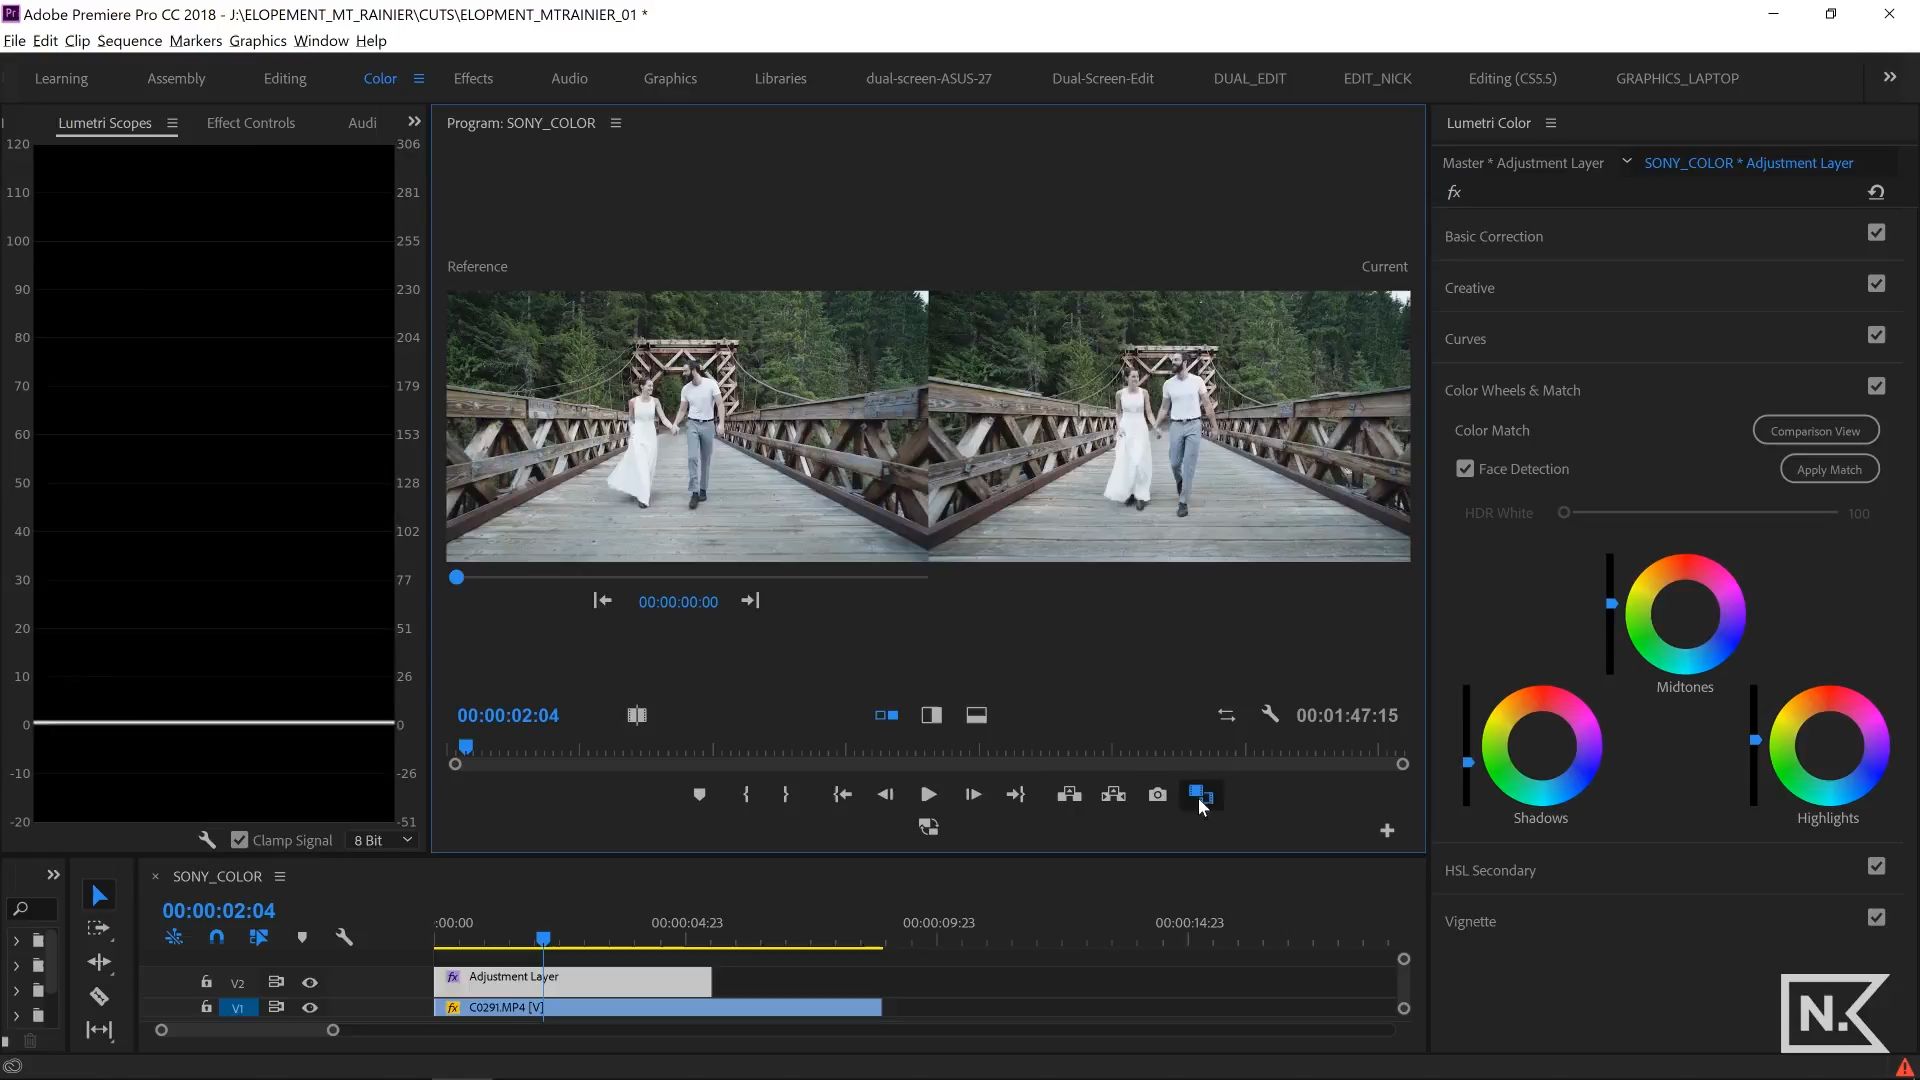 Adobe Premiere Pro CC 2018 - J:\ELOPEMENT_MT_RAINIER\CUTS\ELOPMENT_MTRAINIER_01 *
File Edit Clip Sequence Markers Graphics Window Help
Learning Assembly Editing Color Effects Audio Graphics Libraries dual-screen-ASUS-27 Dual-Screen-Edit DUAL_EDIT EDIT_NICK Editing (CS5.5) GRAPHICS_LAPTOP
Lumetri Scopes Effect Controls Audi
120 306
110 281
100 255
90 230
80 204
70 179
60 153
50 128
40 102
30 77
20 51
10 26
0 0
-10 -26
-20 -51
Clamp Signal 8 Bit
Program: SONY_COLOR
Reference Current
00:00:00:00
00:00:02:04 00:01:47:15
Lumetri Color
Master * Adjustment Layer SONY_COLOR * Adjustment Layer
fx
Basic Correction
Creative
Curves
Color Wheels & Match
Color Match Comparison View
Face Detection Apply Match
HDR White 100
Midtones
Shadows Highlights
HSL Secondary
Vignette
× SONY_COLOR
00:00:02:04
:00:00 00:00:04:23 00:00:09:23 00:00:14:23
V2 fx Adjustment Layer
V1 fx C0291.MP4 [V]
N.K